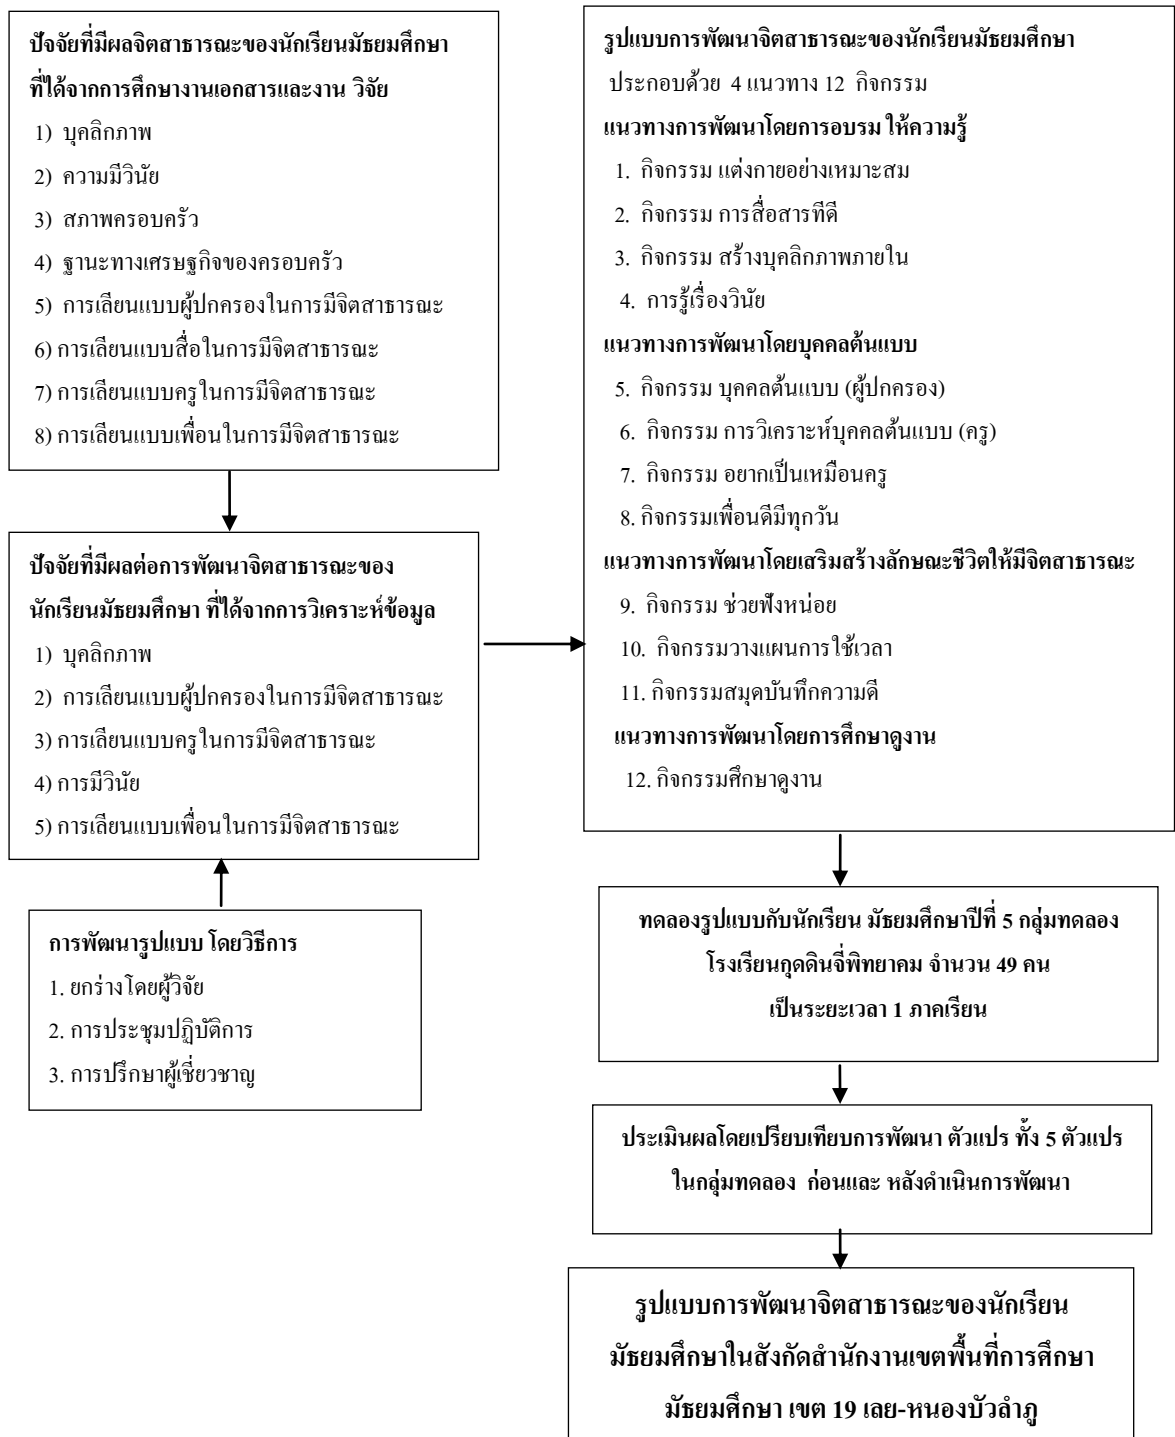 ปัจจัยที่มีผลจิตสาธารณะของนักเรียนมัธยมศึกษา
ที่ได้จากการศึกษางานเอกสารและงาน วิจัย
1) บุคลิกภาพ
2) ความมีวินัย
3) สภาพครอบครัว
4) ฐานะทางเศรษฐกิจของครอบครัว
5) การเลียนแบบผู้ปกครองในการมีจิตสาธารณะ
6) การเลียนแบบสื่อในการมีจิตสาธารณะ
7) การเลียนแบบครูในการมีจิตสาธารณะ
8) การเลียนแบบเพื่อนในการมีจิตสาธารณะ
ปัจจัยที่มีผลต่อการพัฒนาจิตสาธารณะของ
นักเรียนมัธยมศึกษา ที่ได้จากการวิเคราะห์ข้อมูล
1) บุคลิกภาพ
2) การเลียนแบบผู้ปกครองในการมีจิตสาธารณะ
3) การเลียนแบบครูในการมีจิตสาธารณะ
4) การมีวินัย
5) การเลียนแบบเพื่อนในการมีจิตสาธารณะ
การพัฒนารูปแบบ โดยวิธีการ
1. ยกร่างโดยผู้วิจัย
2. การประชุมปฏิบัติการ
3. การปรึกษาผู้เชี่ยวชาญ
รูปแบบการพัฒนาจิตสาธารณะของนักเรียนมัธยมศึกษา
ประกอบด้วย 4 แนวทาง 12 กิจกรรม
แนวทางการพัฒนาโดยการอบรม ให้ความรู้
1. กิจกรรม แต่งกายอย่างเหมาะสม
2. กิจกรรม การสื่อสารทีดี
3. กิจกรรม สร้างบุคลิกภาพภายใน
4. การรู้เรื่องวินัย
แนวทางการพัฒนาโดยบุคคลต้นแบบ
5. กิจกรรม บุคคลต้นแบบ (ผู้ปกครอง)
6. กิจกรรม การวิเคราะห์บุคคลต้นแบบ (ครู)
7. กิจกรรม อยากเป็นเหมือนครู
8. กิจกรรมเพื่อนดีมีทุกวัน
แนวทางการพัฒนาโดยเสริมสร้างลักษณะชีวิตให้มีจิตสาธารณะ
9. กิจกรรม ช่วยฟังหน่อย
10. กิจกรรมวางแผนการใช้เวลา
11. กิจกรรมสมุดบันทึกความดี
แนวทางการพัฒนาโดยการศึกษาดูงาน
12. กิจกรรมศึกษาดูงาน
ทดลองรูปแบบกับนักเรียน มัธยมศึกษาปีที่ 5 กลุ่มทดลอง
โรงเรียนกุดดินจี่พิทยาคม จำนวน 49 คน
เป็นระยะเวลา 1 ภาคเรียน
ประเมินผลโดยเปรียบเทียบการพัฒนา ตัวแปร ทั้ง 5 ตัวแปร
ในกลุ่มทดลอง ก่อนและ หลังดำเนินการพัฒนา
รูปแบบการพัฒนาจิตสาธารณะของนักเรียน
มัธยมศึกษาในสังกัดสำนักงานเขตพื้นที่การศึกษา
มัธยมศึกษา เขต 19 เลย-หนองบัวลำภู